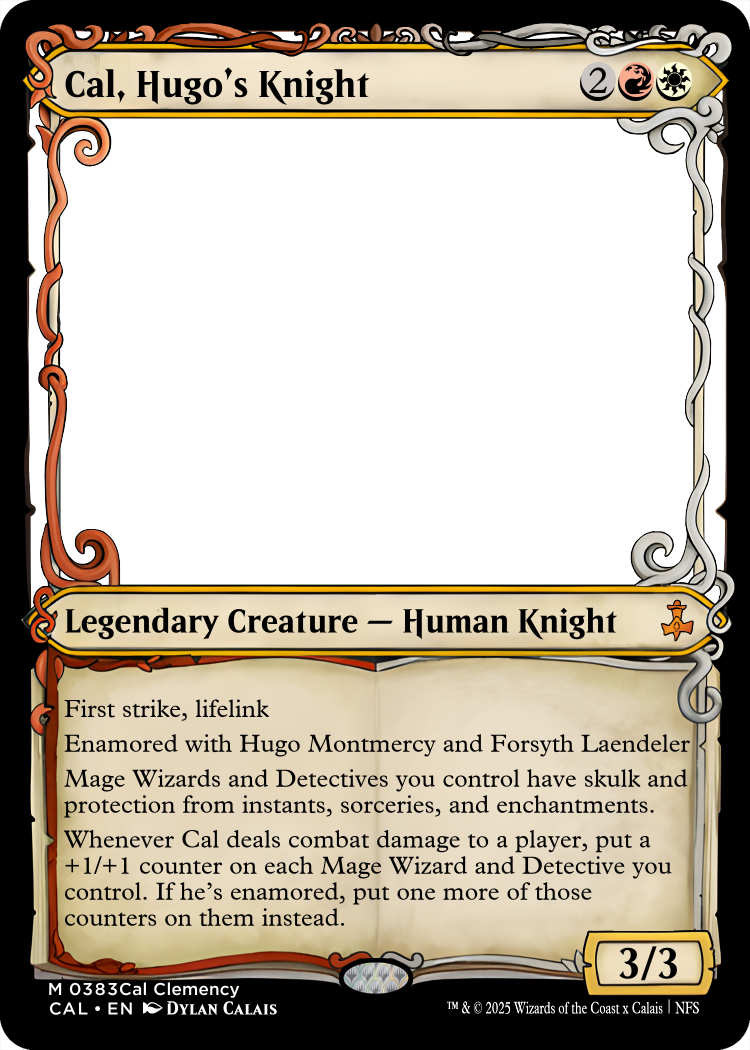 Cal, Hugo's Knight 2
Legendary Creature — Human Knight
First strike, lifelink
Enamored with Hugo Montmercy and Forsyth Laendeler
Mage Wizards and Detectives you control have skulk and
protection from instants, sorceries, and enchantments.
Whenever Cal deals combat damage to a player, put a
+1/+1 counter on each Mage Wizard and Detective you
control. If he's enamored, put one more of those
counters on them instead.
3/3
M 0383Cal Clemency
CAL • EN Dylan Calais
™ & © 2025 Wizards of the Coast x Calais | NFS